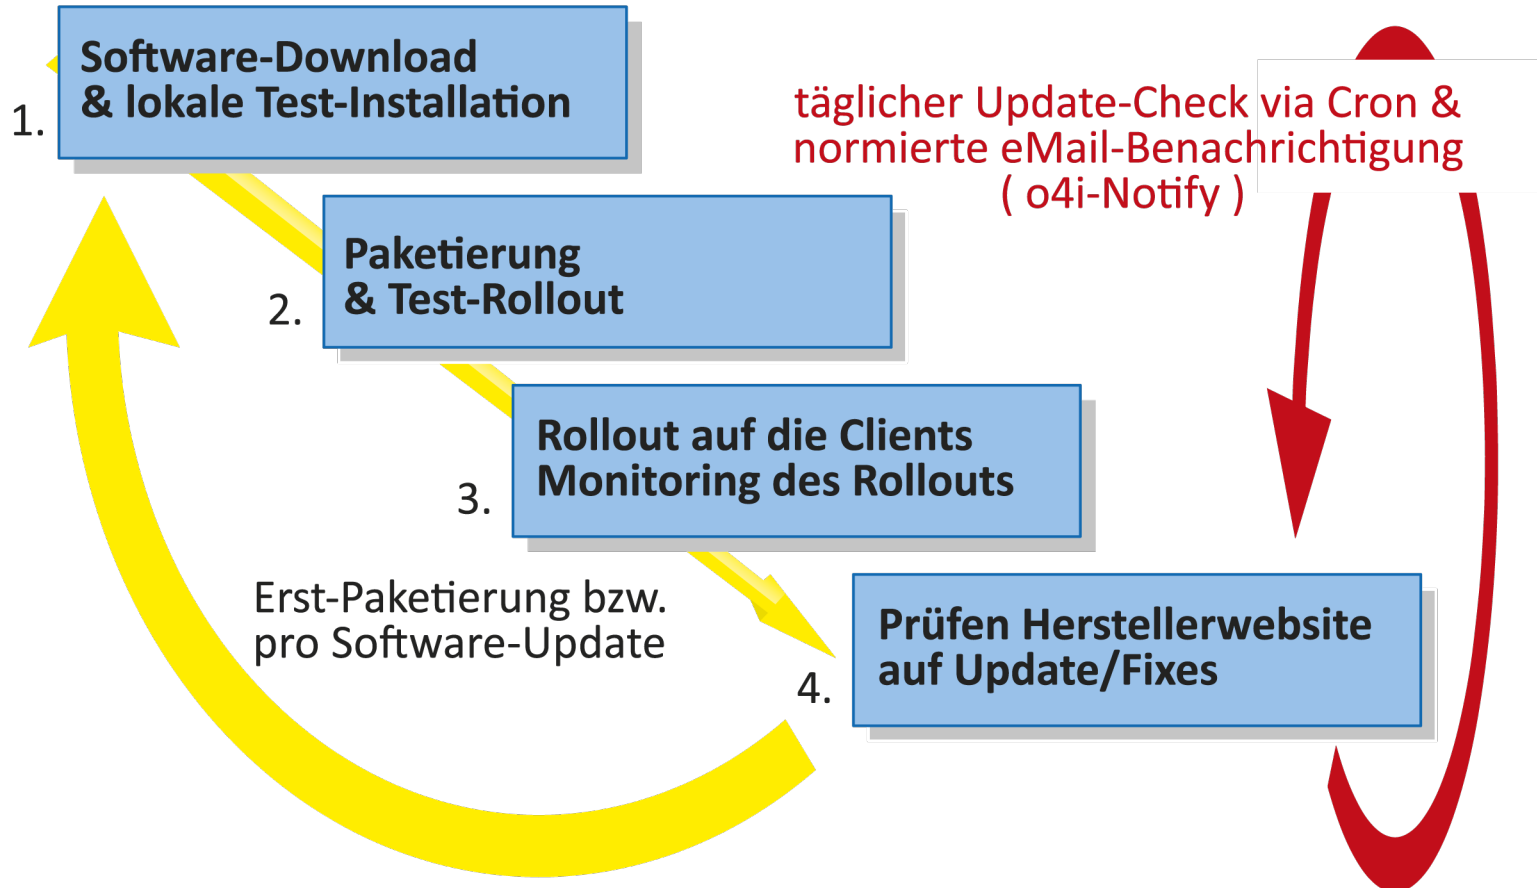 1.
Software-Download
& lokale Test-Installation
täglicher Update-Check via Cron &
normierte eMail-Benachrichtigung
( o4i-Notify )
2.
Paketierung
& Test-Rollout
3.
Rollout auf die Clients
Monitoring des Rollouts
Erst-Paketierung bzw.
pro Software-Update
4.
Prüfen Herstellerwebsite
auf Update/Fixes